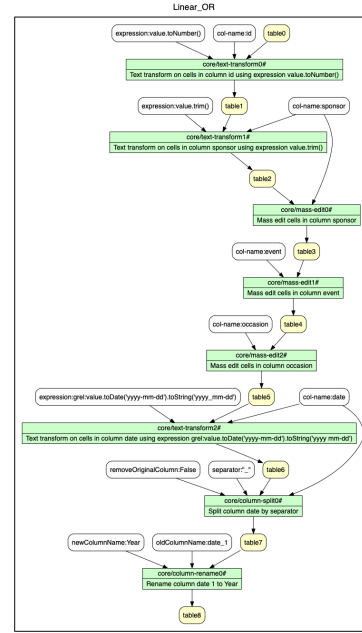 Linear_OR
expression:value.toNumber()
col-name:id
table0
core/text-transform0#
Text transform on cells in column id using expression value.toNumber()
expression:value.trim()
table1
col-name:sponsor
core/text-transform1#
Text transform on cells in column sponsor using expression value.trim()
table2
core/mass-edit0#
Mass edit cells in column sponsor
col-name:event
table3
core/mass-edit1#
Mass edit cells in column event
col-name:occasion
table4
core/mass-edit2#
Mass edit cells in column occasion
expression:grel:value.toDate('yyyy-mm-dd').toString('yyyy_mm-dd')
table5
col-name:date
core/text-transform2#
Text transform on cells in column date using expression grel:value.toDate('yyyy-mm-dd').toString('yyyy mm-dd')
removeOriginalColumn:False
separator:"_"
table6
core/column-split0#
Split column date by separator
newColumnName:Year
oldColumnName:date_1
table7
core/column-rename0#
Rename column date 1 to Year
table8